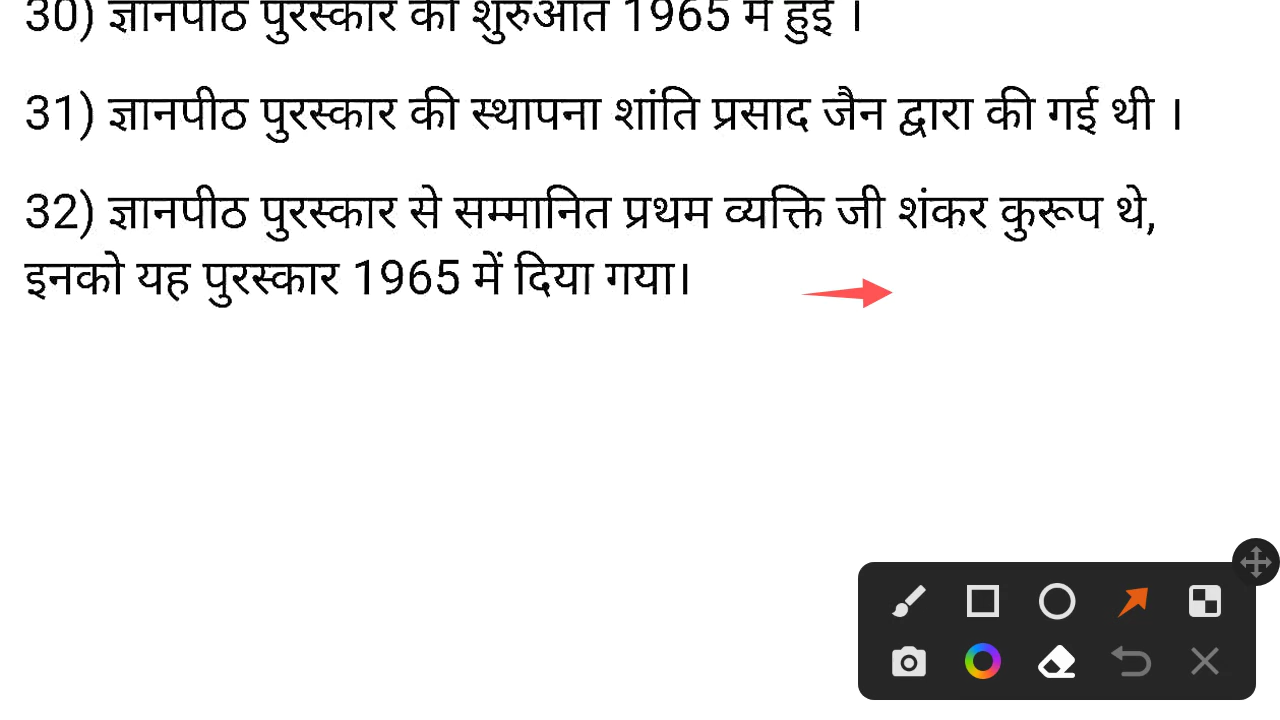 30) ज्ञानपीठ पुरस्कार की शुरुआत 1965 में हुई ।
31) ज्ञानपीठ पुरस्कार की स्थापना शांति प्रसाद जैन द्वारा की गई थी ।
32) ज्ञानपीठ पुरस्कार से सम्मानित प्रथम व्यक्ति जी शंकर कुरूप थे,
इनको यह पुरस्कार 1965 में दिया गया।